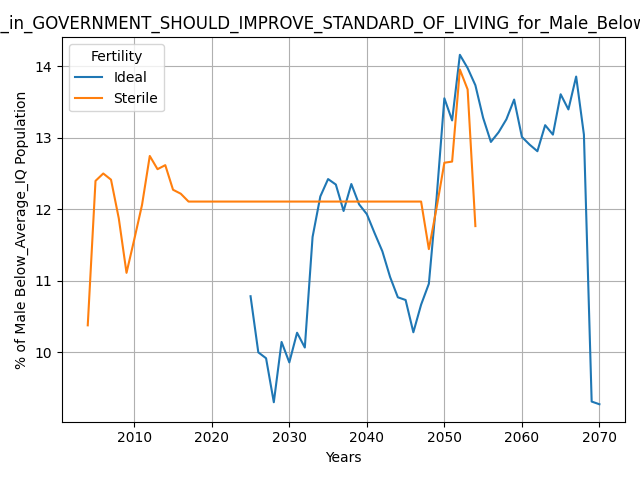 _in_GOVERNMENT_SHOULD_IMPROVE_STANDARD_OF_LIVING_for_Male_Below
Fertility
Ideal
Sterile
% of Male Below_Average_IQ Population
14
13
12
11
10
2010 2020 2030 2040 2050 2060 2070
Years